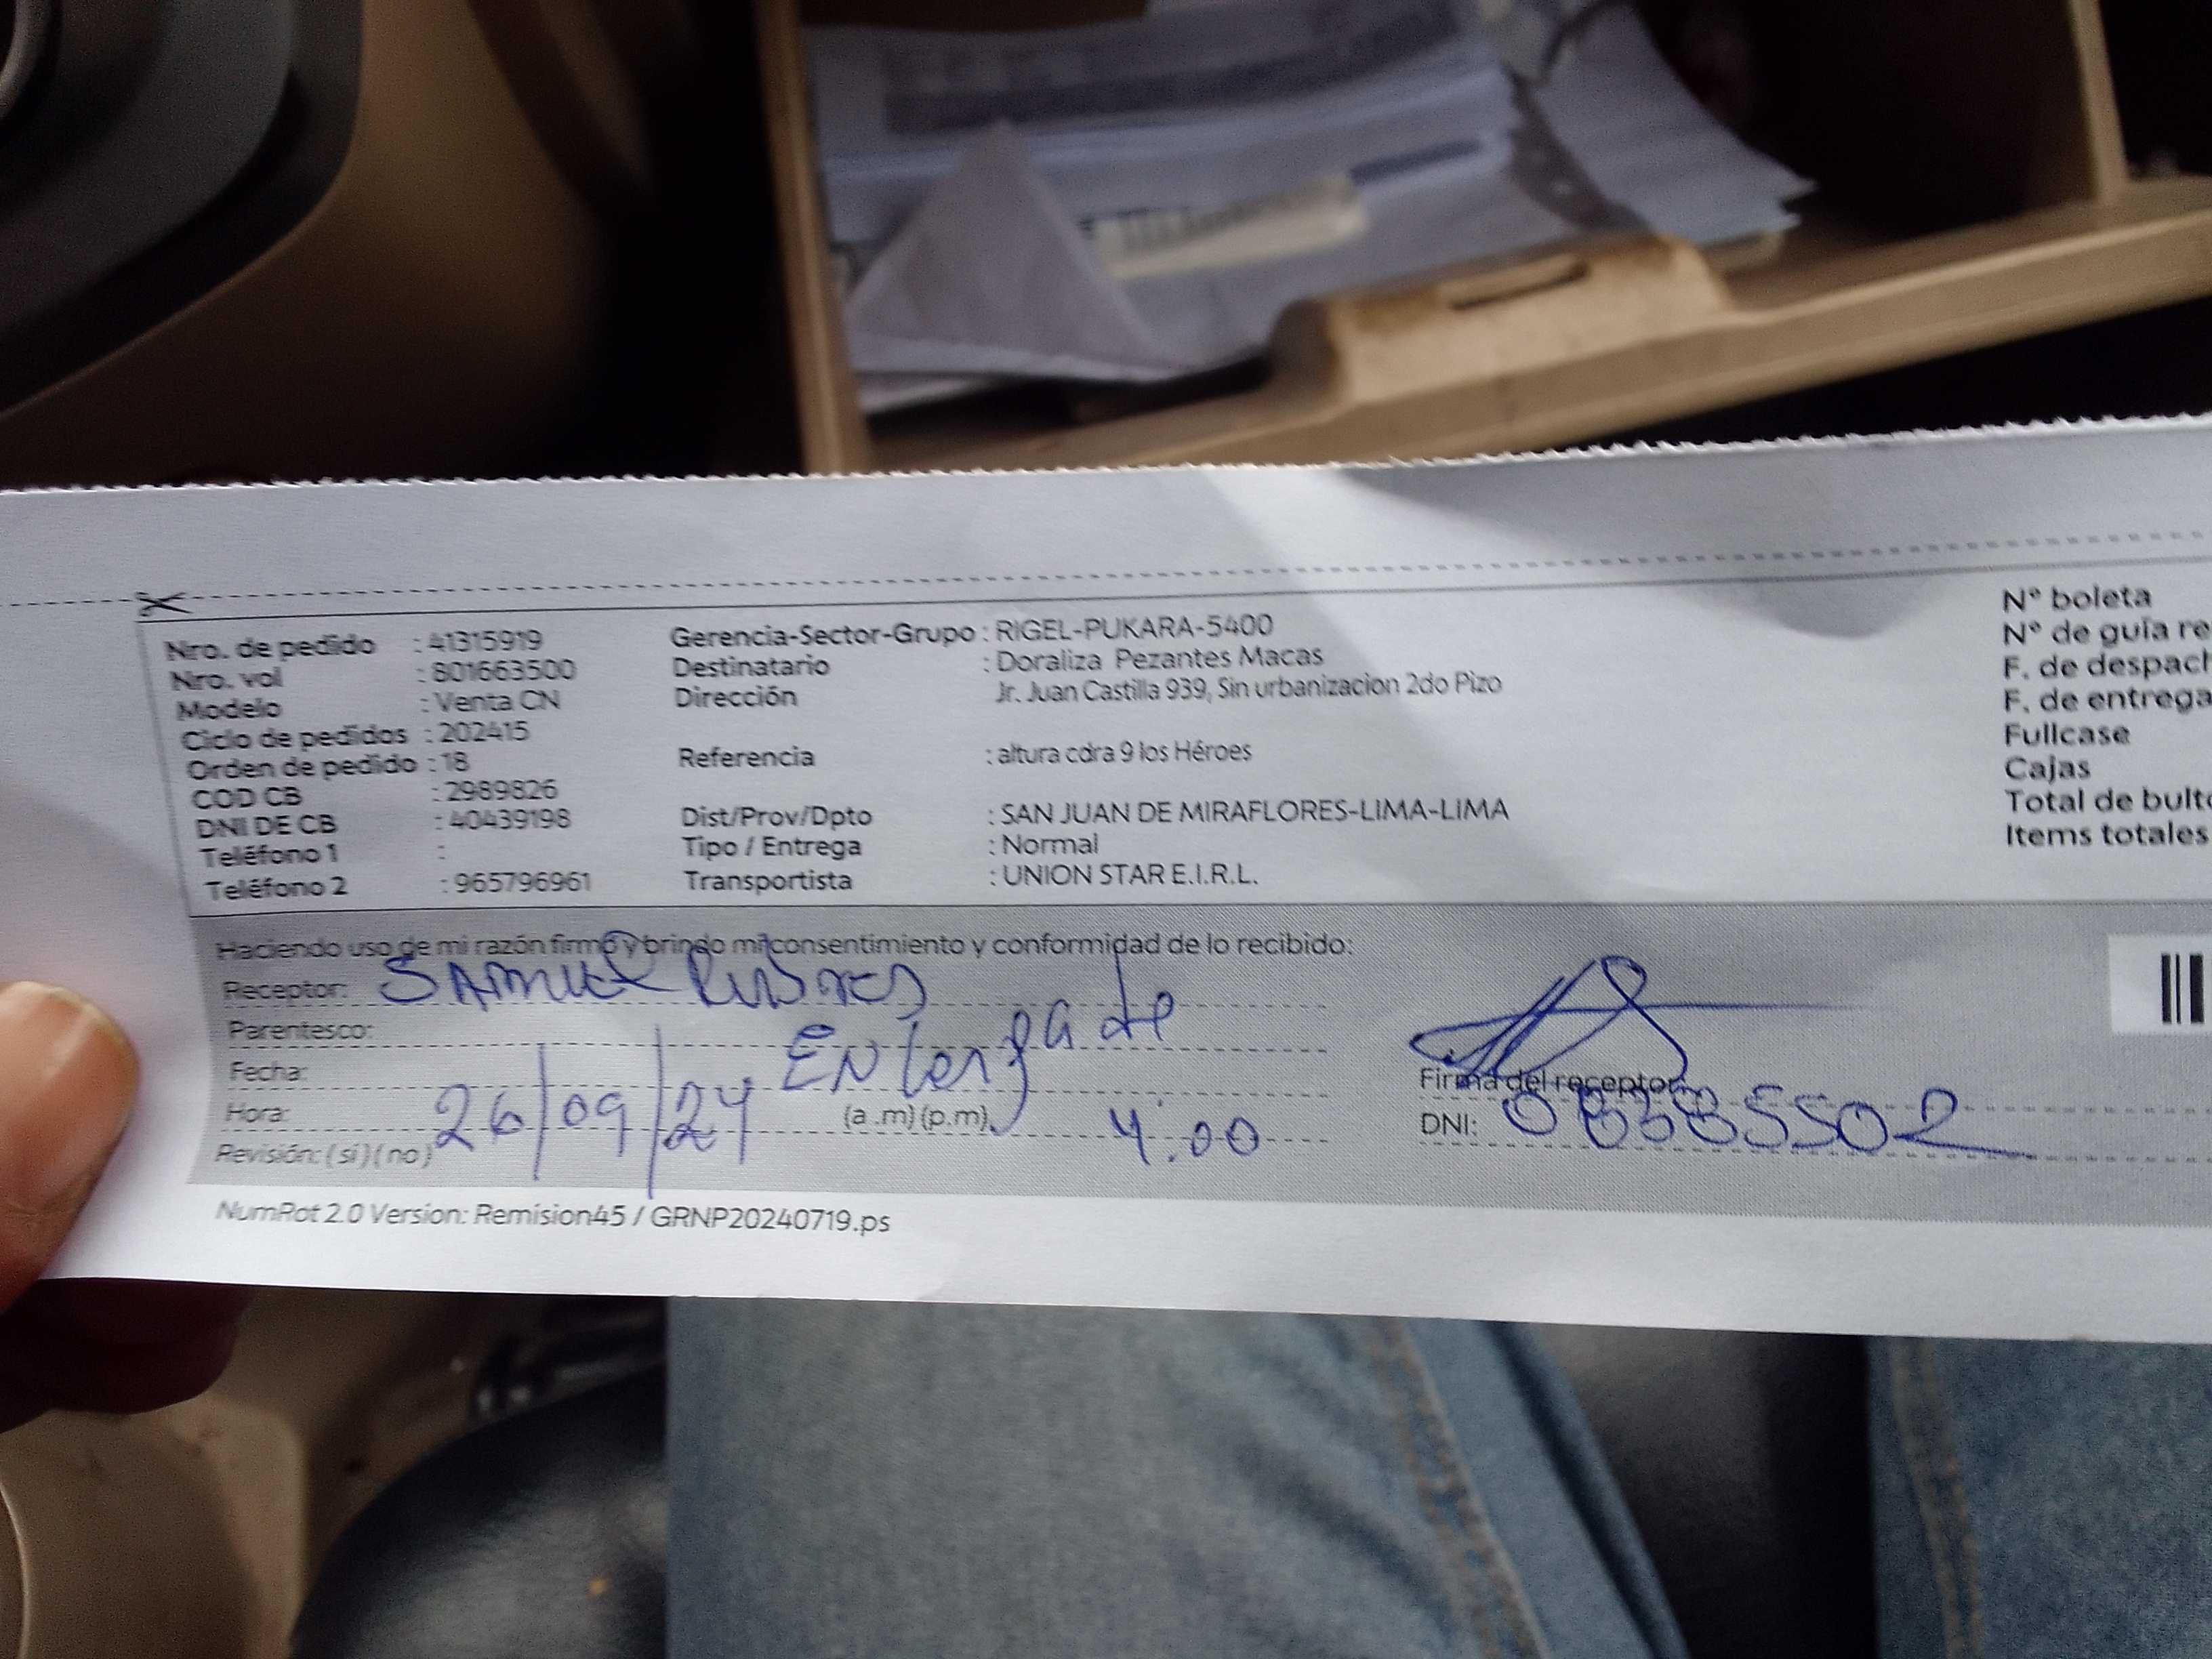 Nro. de pedido : 41315919
Nro. vol : 801663500
Modelo : Venta CN
Ciclo de pedidos : 202415
Orden de pedido : 18
COD CB : 2989826
DNI DE CB : 40439198
Teléfono 1 :
Teléfono 2 : 965796961
Gerencia-Sector-Grupo : RIGEL-PUKARA-5400
Destinatario : Doraliza Pezantes Macas
Dirección Jr. Juan Castilla 939, Sin urbanizacion 2do Pizo
Referencia : altura cdra 9 los Héroes
Dist/Prov/Dpto : SAN JUAN DE MIRAFLORES-LIMA-LIMA
Tipo / Entrega : Normal
Transportista : UNION STAR E.I.R.L.
N° boleta
N° de guía re
F. de despach
F. de entrega
Fullcase
Cajas
Total de bulto
Items totales
Haciendo uso de mi razón firmo y brindo mi consentimiento y conformidad de lo recibido:
Receptor: SAMUEL
Parentesco:
Fecha: 26/09/24
Hora: (a .m) (p.m) 4.00
Revisión: ( si ) ( no )
Firma del receptor
DNI:
NumRot 2.0 Version: Remision45 / GRNP20240719.ps